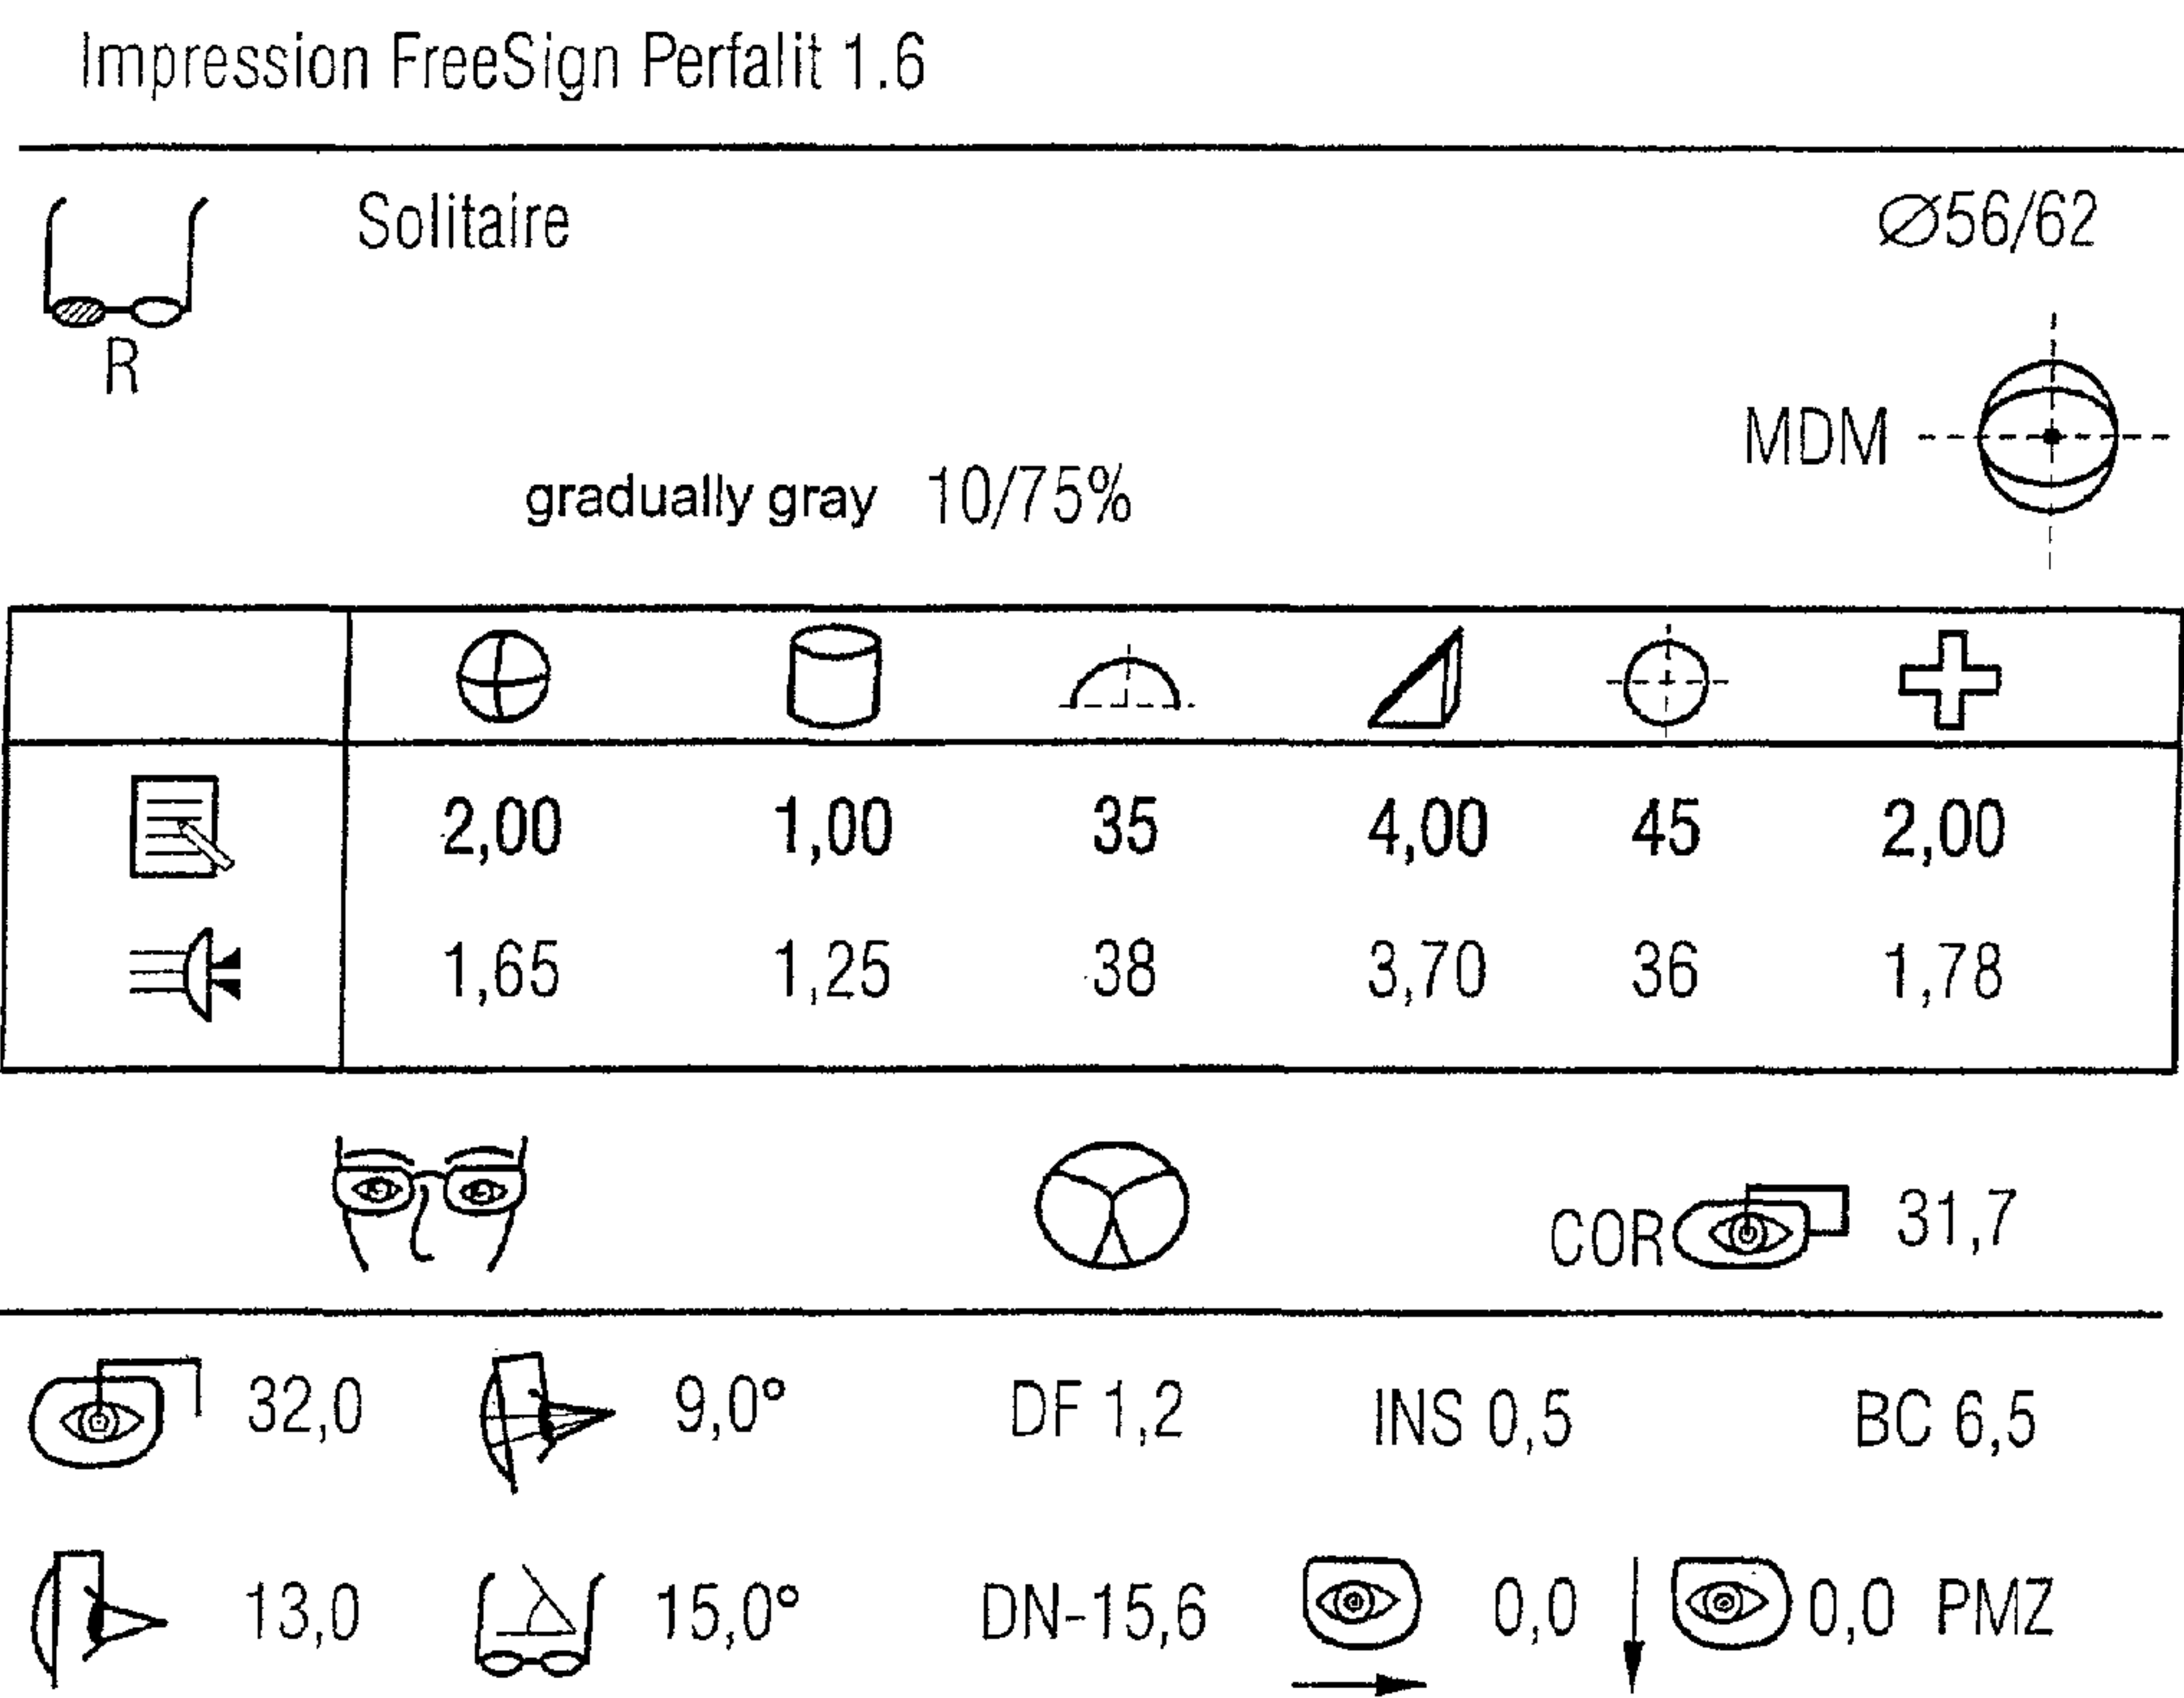 Impression FreeSign Perfalit 1.6
Solitaire ∅56/62
R
MDM
gradually gray 10/75%
2,00 1,00 35 4,00 45 2,00
1,65 1,25 38 3,70 36 1,78
COR 31,7
32,0 9,0° DF 1,2 INS 0,5 BC 6,5
13,0 15,0° DN-15,6 0,0 0,0 PMZ